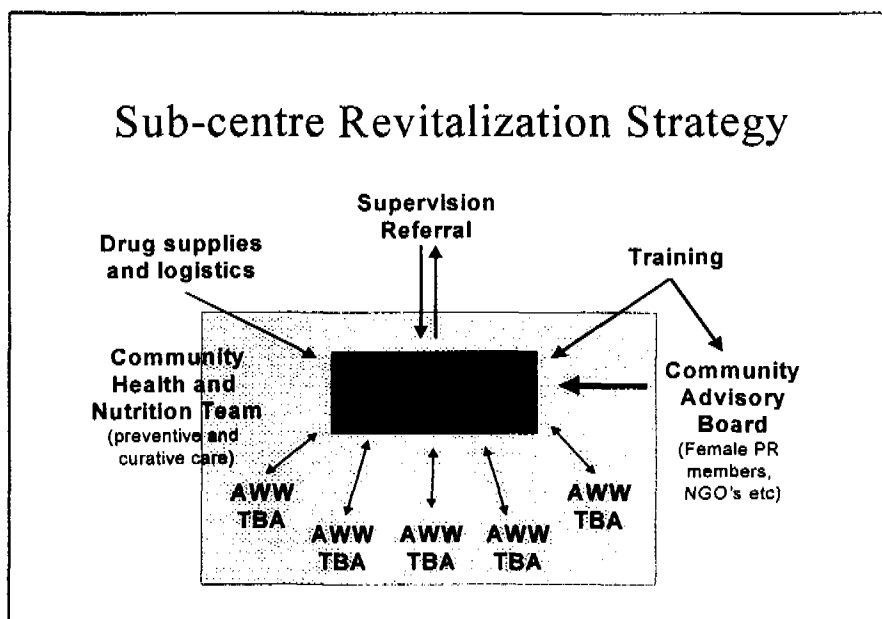 Sub-centre Revitalization Strategy
Supervision
Referral
Drug supplies
and logistics
Training
Community
Health and
Nutrition Team
(preventive and
curative care)
Community
Advisory
Board
(Female PR
members,
NGO's etc)
AWW
TBA
AWW
TBA
AWW
TBA
AWW
TBA
AWW
TBA